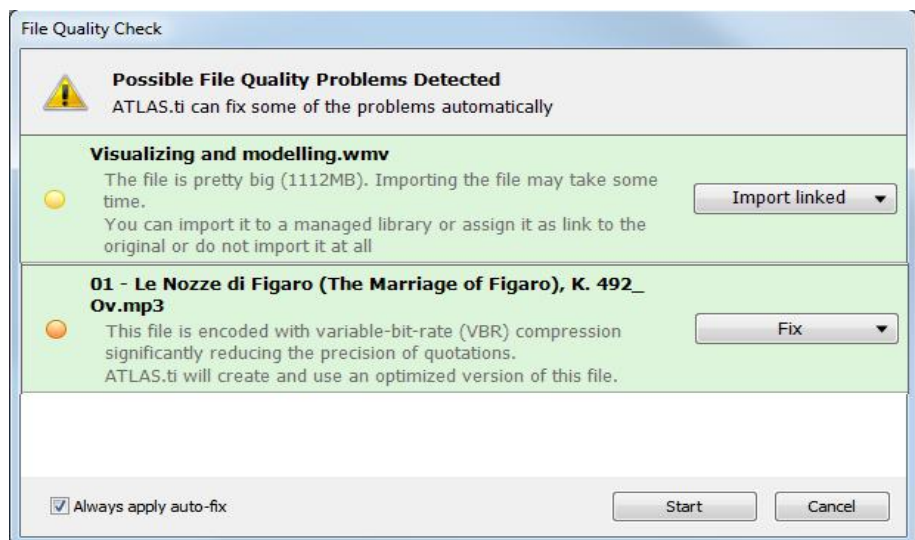 File Quality Check
Possible File Quality Problems Detected
ATLAS.ti can fix some of the problems automatically
Visualizing and modelling.wmv
The file is pretty big (1112MB). Importing the file may take some
time.
You can import it to a managed library or assign it as link to the
original or do not import it at all
Import linked
01 - Le Nozze di Figaro (The Marriage of Figaro), K. 492_
Ov.mp3
This file is encoded with variable-bit-rate (VBR) compression
significantly reducing the precision of quotations.
ATLAS.ti will create and use an optimized version of this file.
Fix
Always apply auto-fix
Start
Cancel